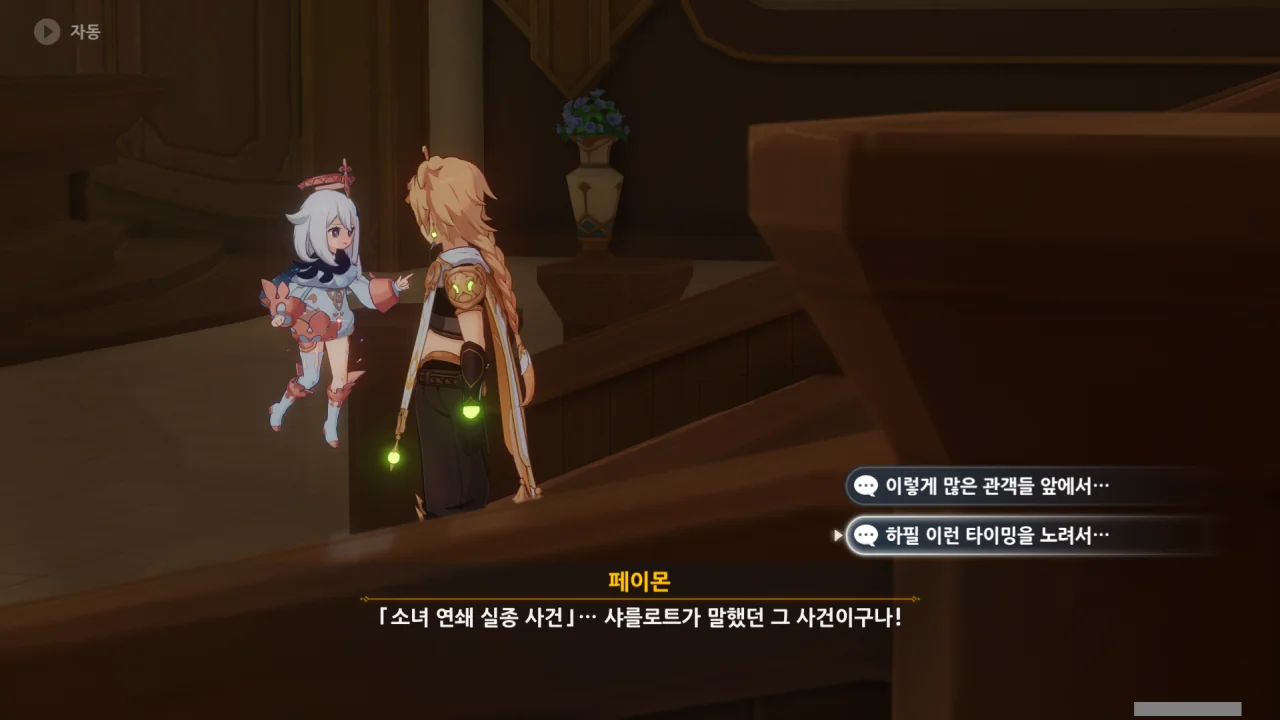 자동
이렇게 많은 관객들 앞에서…
하필 이런 타이밍을 노려서…
페이몬
「소녀 연쇄 실종 사건」… 샤를로트가 말했던 그 사건이구나!